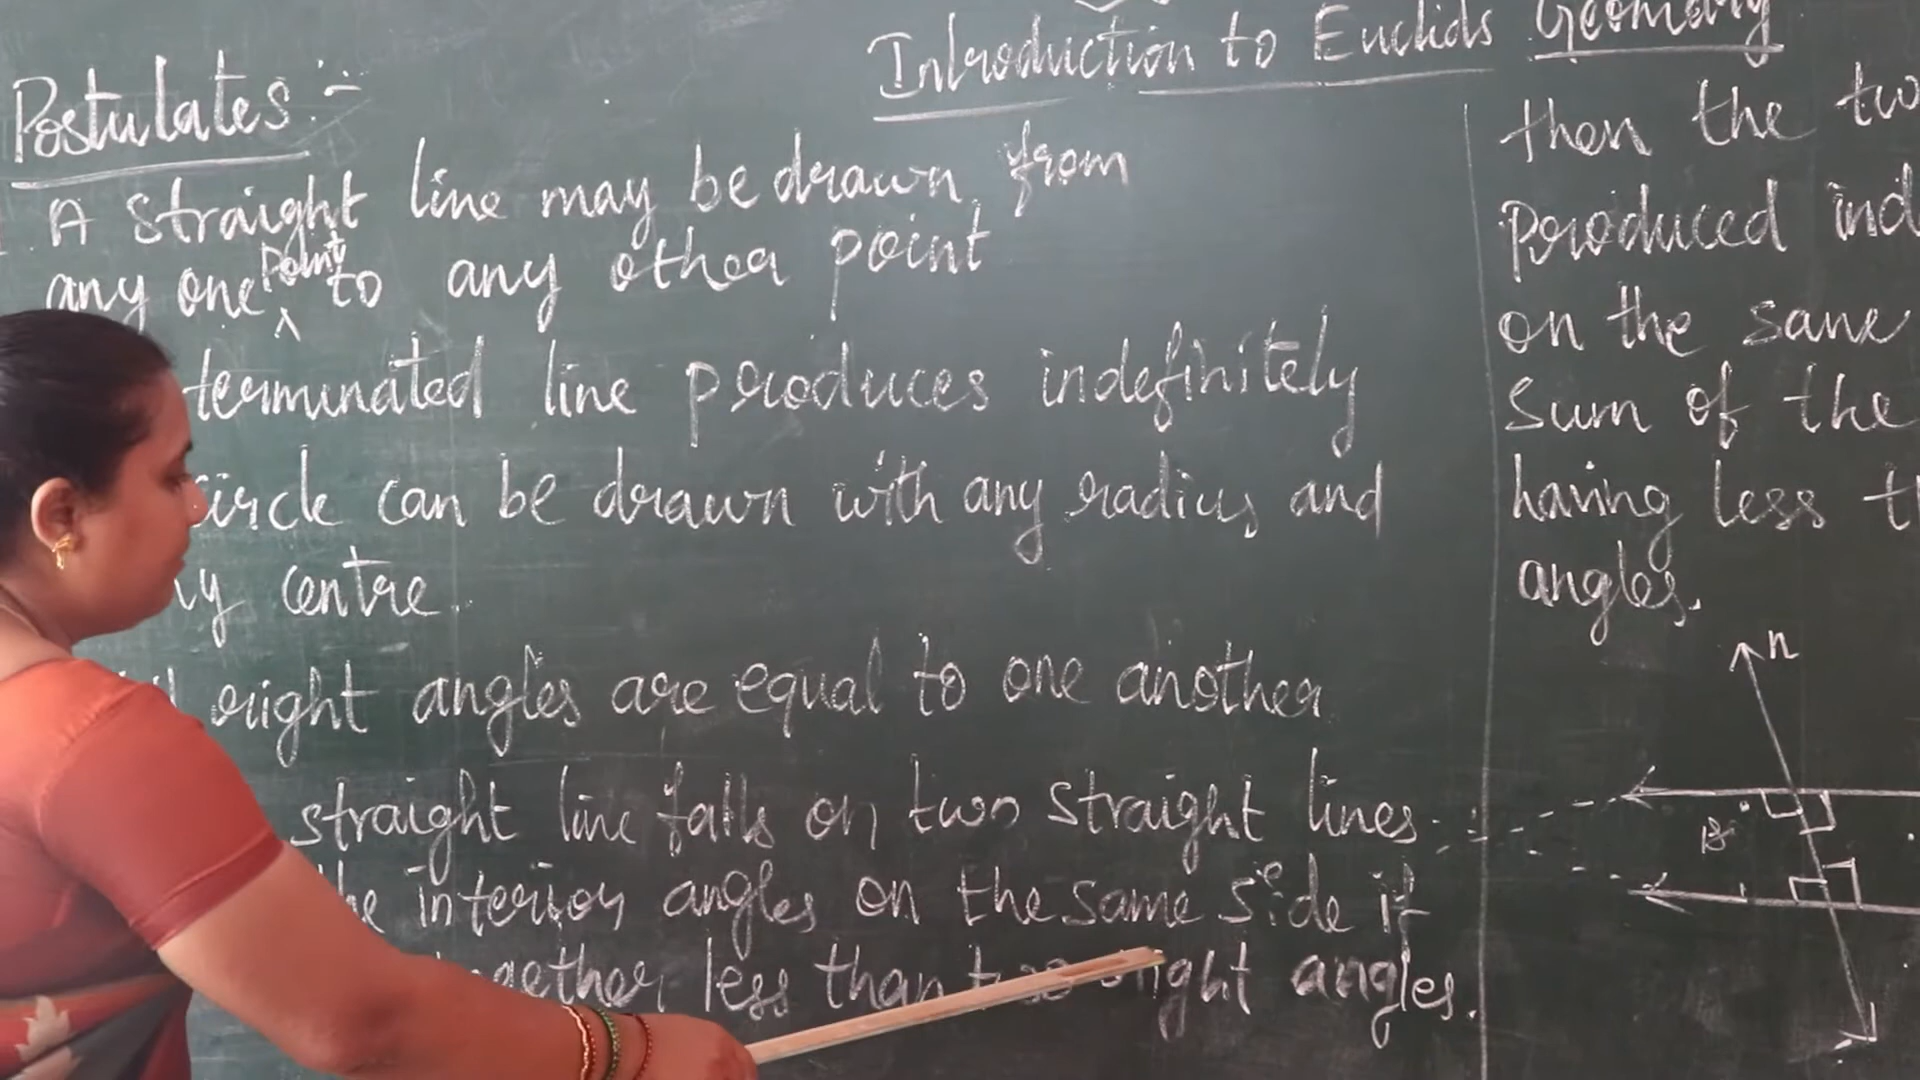 Introduction to Euclids Geometry
Postulates :-
A Straight line may be drawn from
any one point to any other point
terminated line produces indefinitely
circle can be drawn with any radius and
centre.
right angles are equal to one another
straight line falls on two straight lines
interior angles on the same side if
less than two right angles.
then the two
produced
on the same
Sum of the
having less
angles.
n